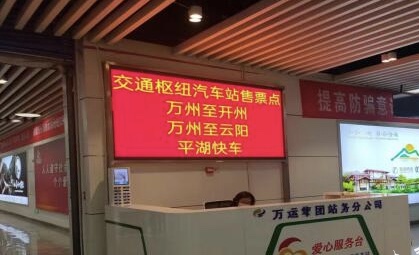 交通枢纽汽车站售票点
万州至开州
万州至云阳
平湖快车
提高防骗意
人人
万运集团站务分公司
爱心服务台